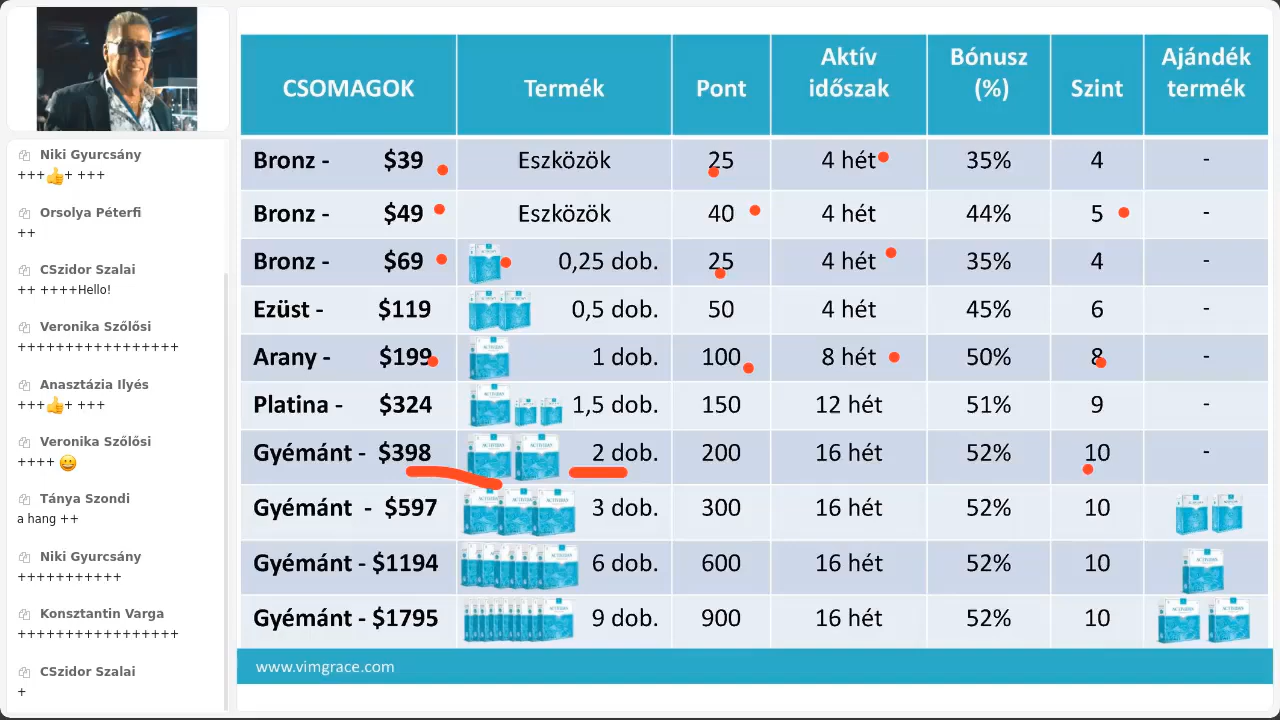 Niki Gyurcsány
+++👍+ +++
Orsolya Péterfi
++
CSzidor Szalai
++ ++++Hello!
Veronika Szőlősi
+++++++++++++++++
Anasztázia Ilyés
+++👍+ +++
Veronika Szőlősi
++++ 😀
Tánya Szondi
a hang ++
Niki Gyurcsány
+++++++++++
Konsztantin Varga
+++++++++++++++++
CSzidor Szalai
+
CSOMAGOK Termék Pont Aktív időszak Bónusz (%) Szint Ajándék termék
Bronz - $39 Eszközök 25 4 hét 35% 4 -
Bronz - $49 Eszközök 40 4 hét 44% 5 -
Bronz - $69 0,25 dob. 25 4 hét 35% 4 -
Ezüst - $119 0,5 dob. 50 4 hét 45% 6 -
Arany - $199 1 dob. 100 8 hét 50% 8 -
Platina - $324 1,5 dob. 150 12 hét 51% 9 -
Gyémánt - $398 2 dob. 200 16 hét 52% 10 -
Gyémánt - $597 3 dob. 300 16 hét 52% 10
Gyémánt - $1194 6 dob. 600 16 hét 52% 10
Gyémánt - $1795 9 dob. 900 16 hét 52% 10
www.vimgrace.com